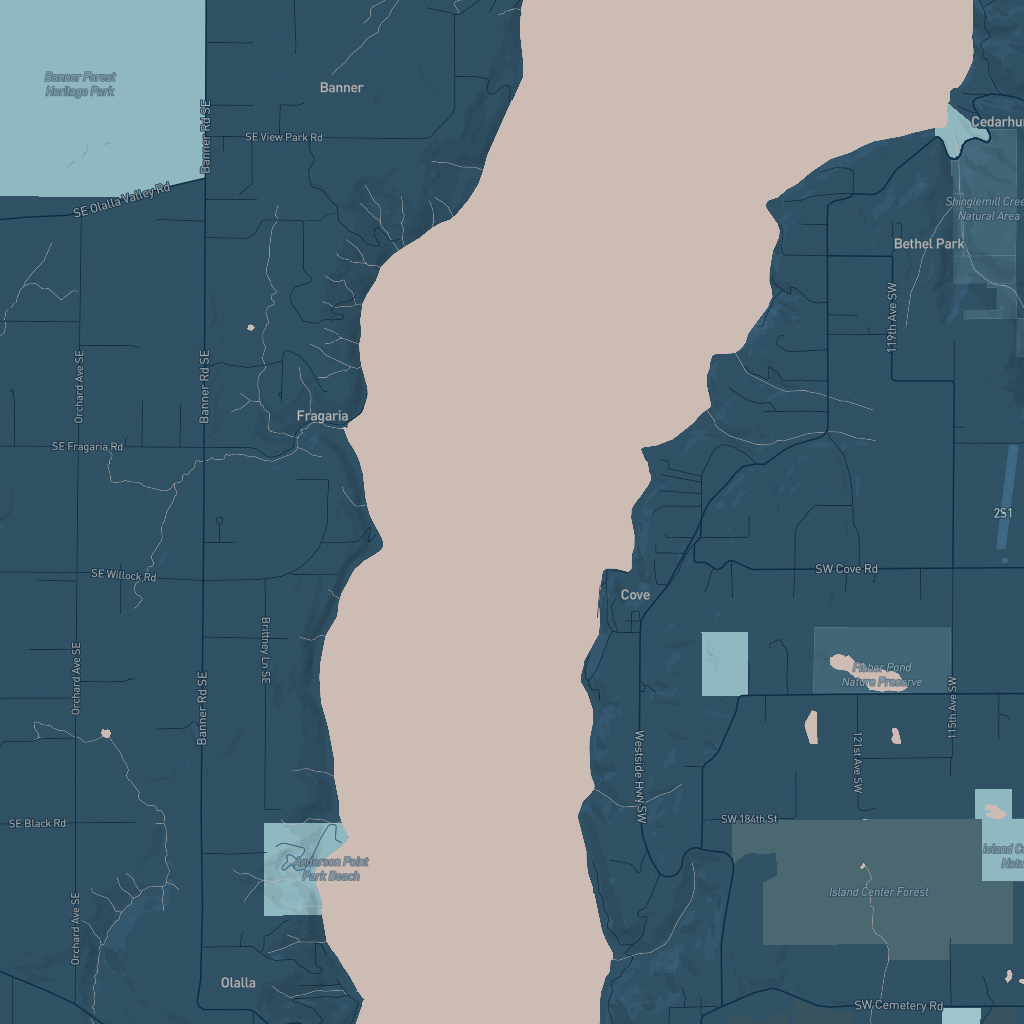 Banner Forest
Heritage Park
Banner
Banner Rd SE
SE View Park Rd
Cedarhur
SE Olalla Valley Rd
Shinglemill Cree
Natural Area
Bethel Park
119th Ave SW
Orchard Ave SE
Banner Rd SE
Fragaria
SE Fragaria Rd
2S1
SE Willock Rd
SW Cove Rd
Cove
Brittney Ln SE
Orchard Ave SE
Banner Rd SE
Fisher Pond
Nature Preserve
115th Ave SW
Westside Hwy SW
121st Ave SW
SE Black Rd
SW 184th St
Anderson Point
Park Beach
Island Ce
Natu
Island Center Forest
Orchard Ave SE
Olalla
SW Cemetery Rd